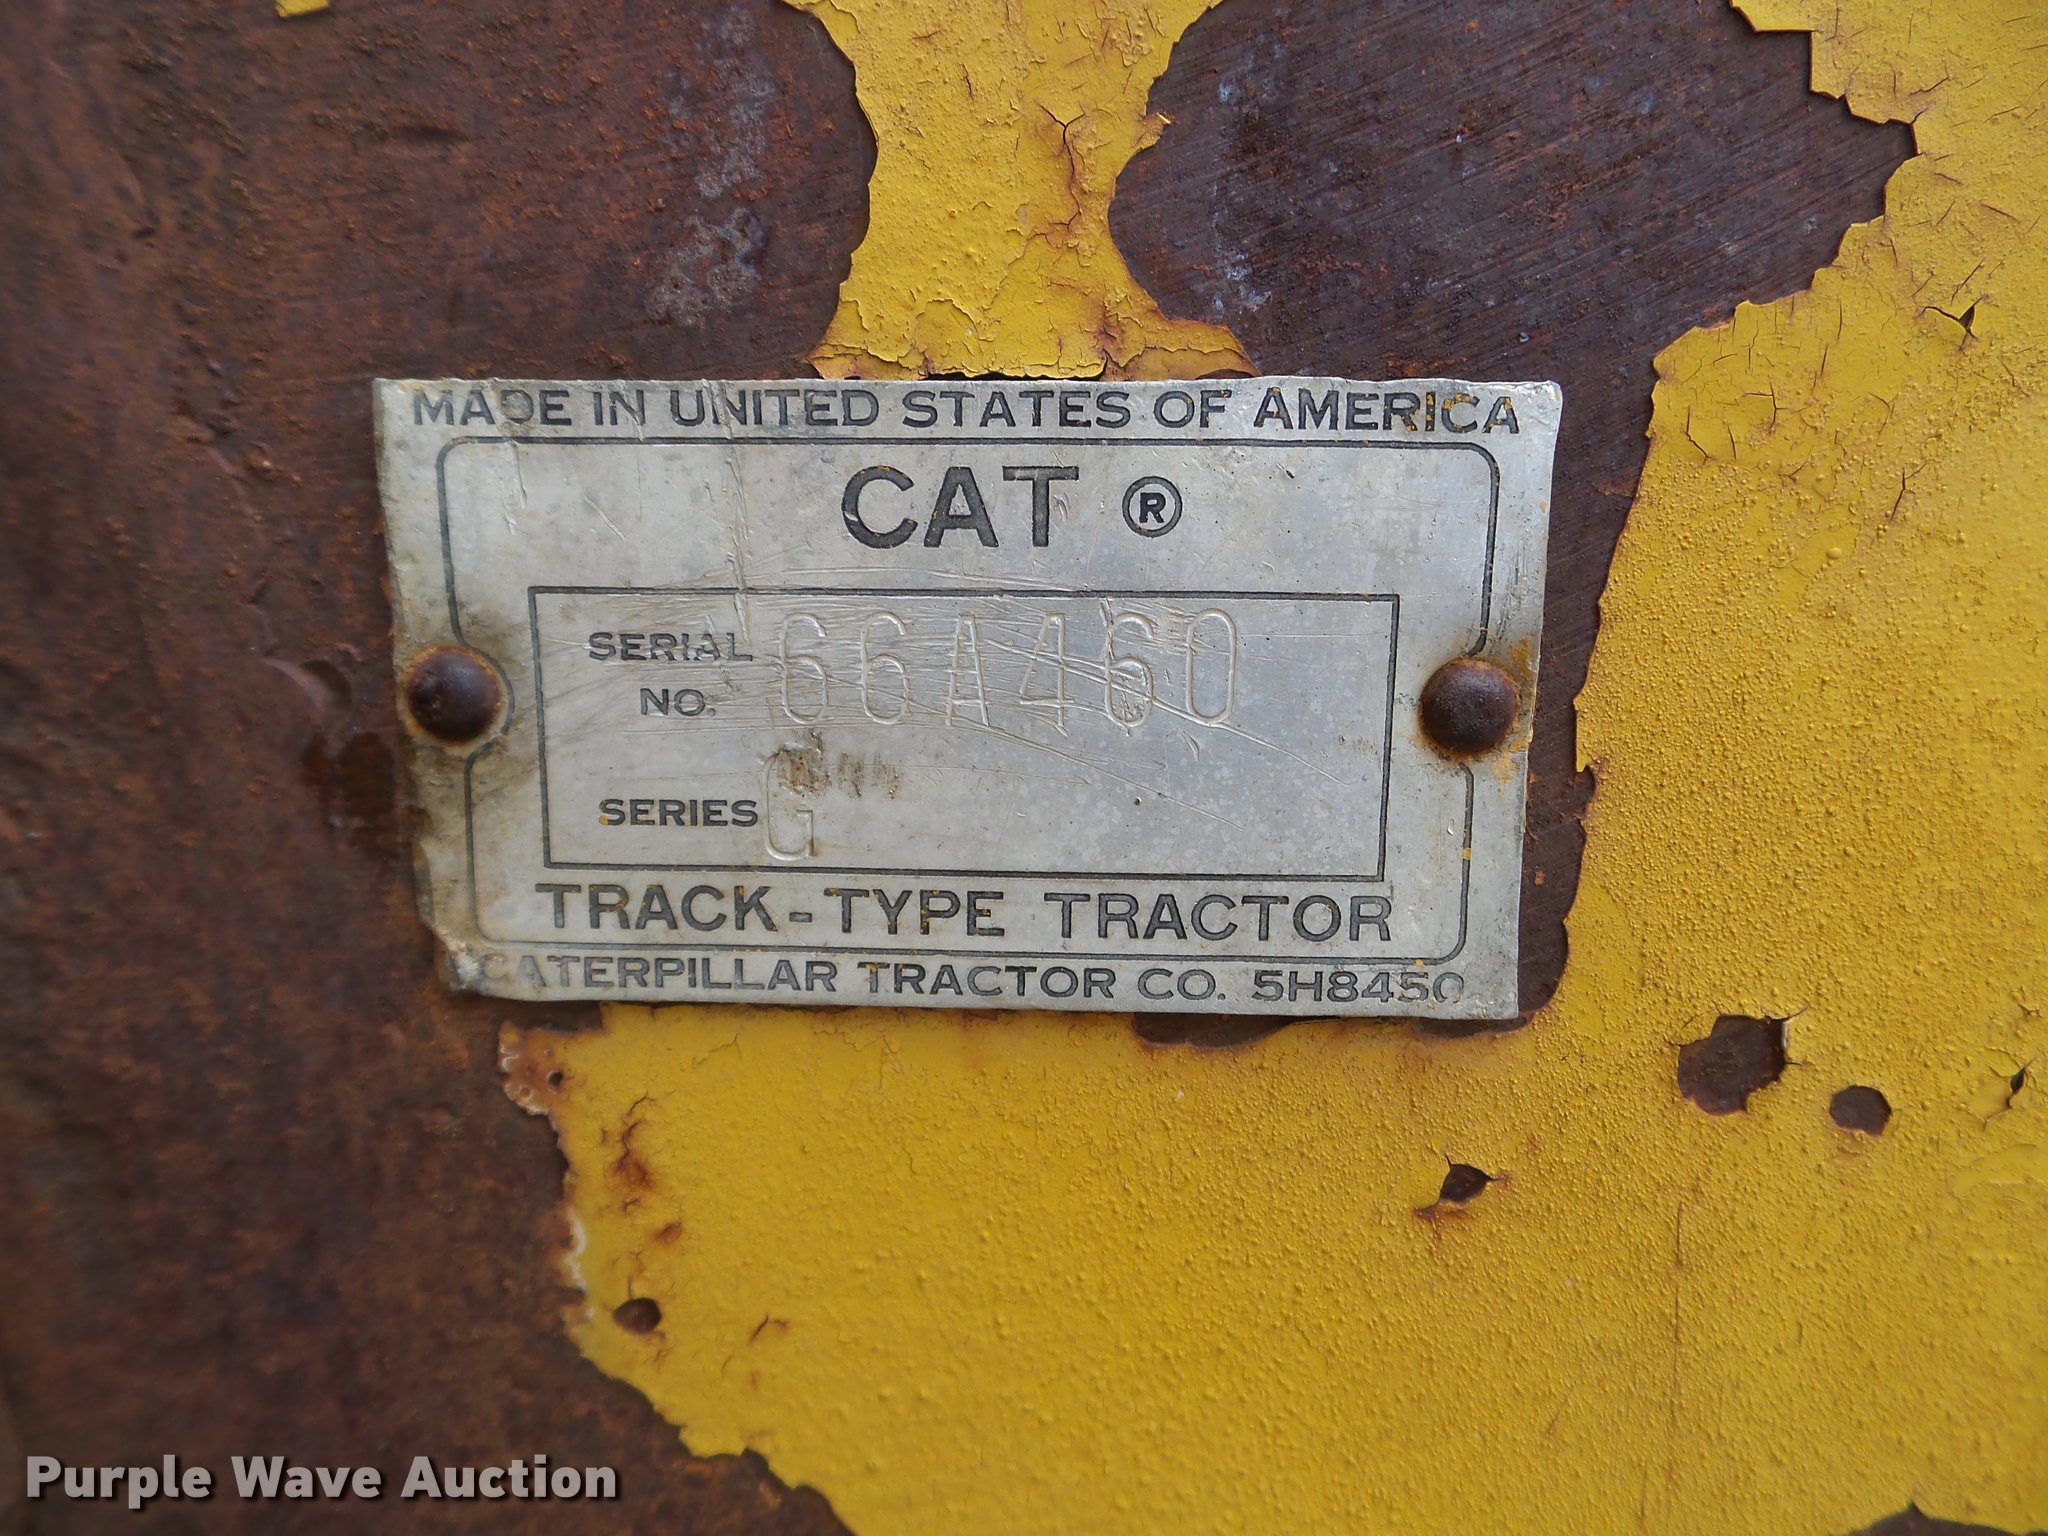 MADE IN UNITED STATES OF AMERICA
CAT ®
SERIAL NO. 66A460
SERIES G
TRACK-TYPE TRACTOR
CATERPILLAR TRACTOR CO. 5H8450
Purple Wave Auction